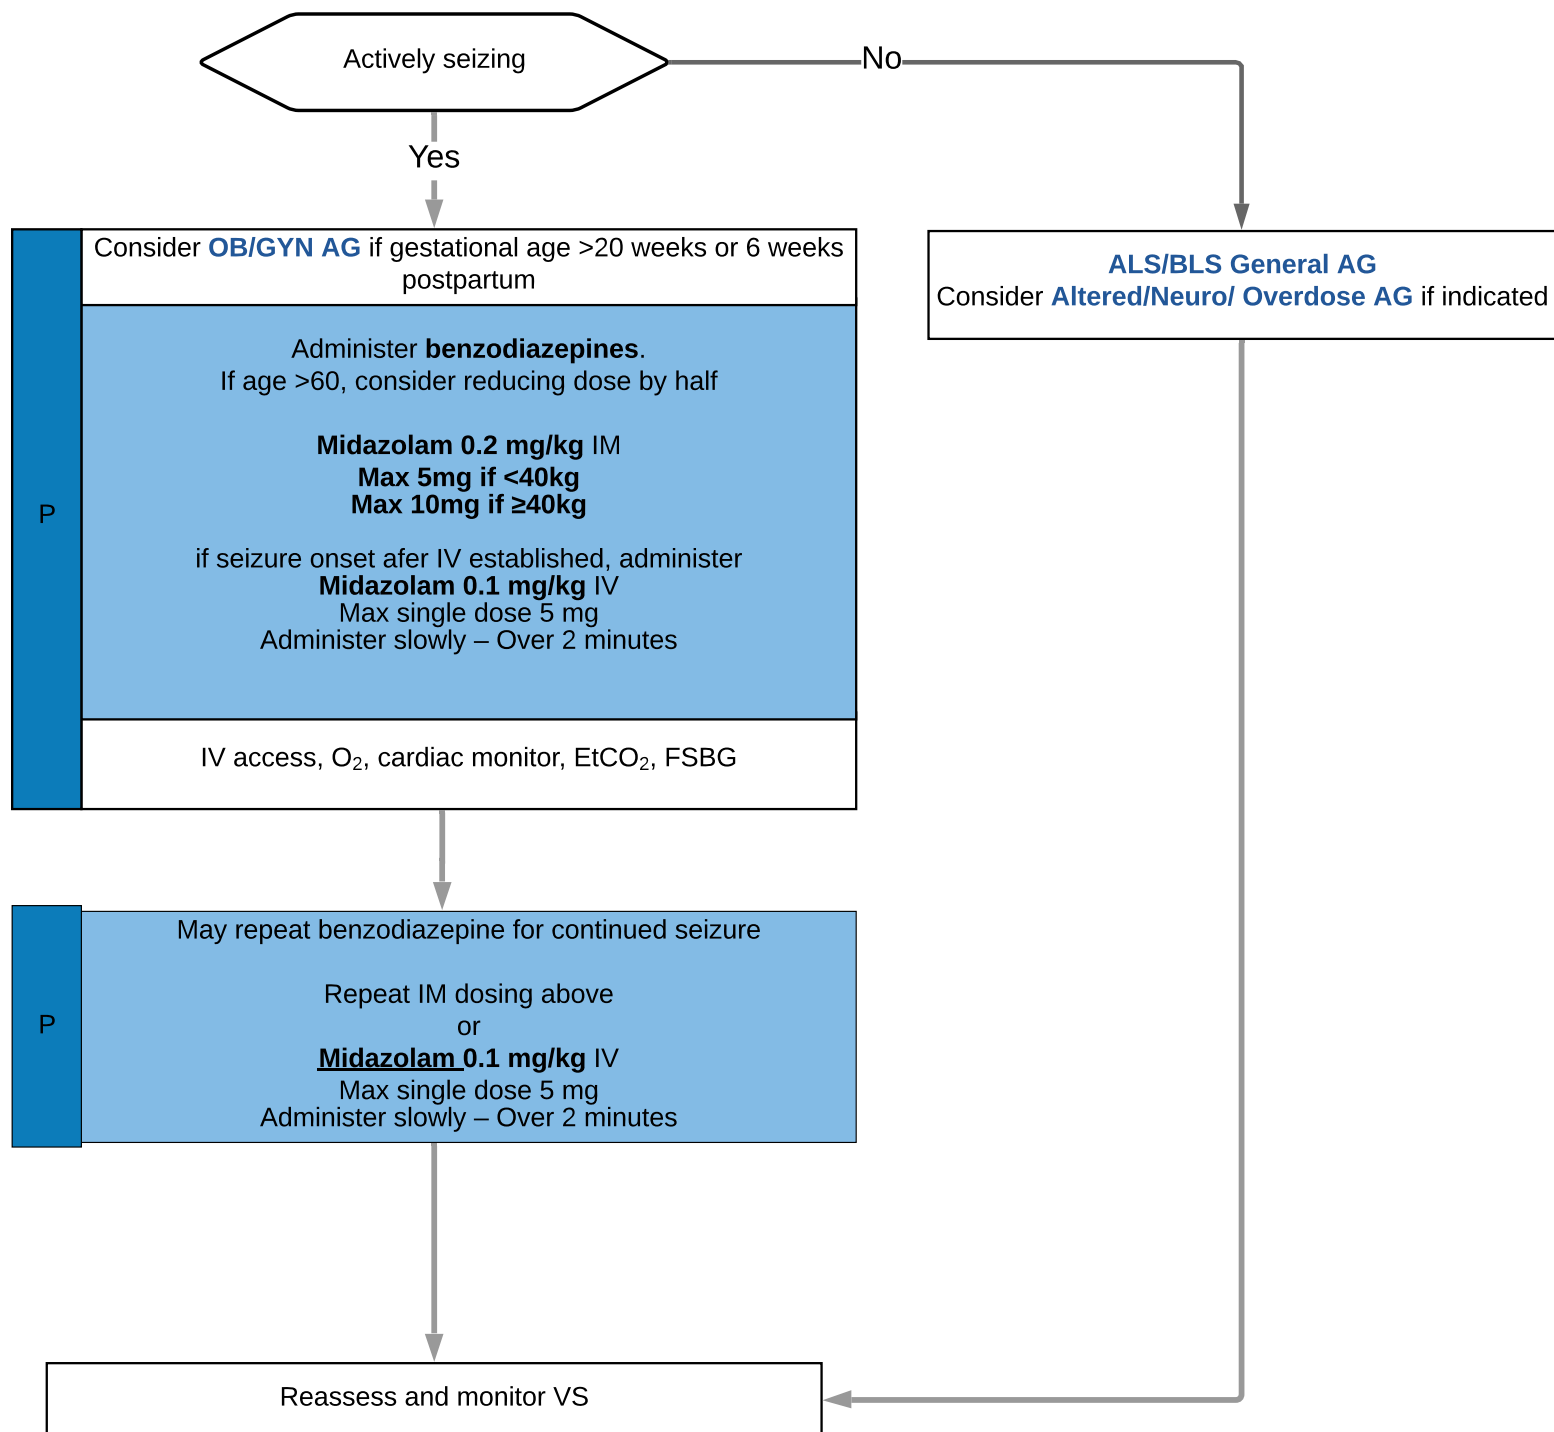 Actively seizing
No
Yes
Consider OB/GYN AG if gestational age >20 weeks or 6 weeks
postpartum
ALS/BLS General AG
Consider Altered/Neuro/ Overdose AG if indicated
P
Administer benzodiazepines.
If age >60, consider reducing dose by half
Midazolam 0.2 mg/kg IM
Max 5mg if <40kg
Max 10mg if ≥40kg
if seizure onset afer IV established, administer
Midazolam 0.1 mg/kg IV
Max single dose 5 mg
Administer slowly – Over 2 minutes
IV access, O₂, cardiac monitor, EtCO₂, FSBG
P
May repeat benzodiazepine for continued seizure
Repeat IM dosing above
or
Midazolam 0.1 mg/kg IV
Max single dose 5 mg
Administer slowly – Over 2 minutes
Reassess and monitor VS